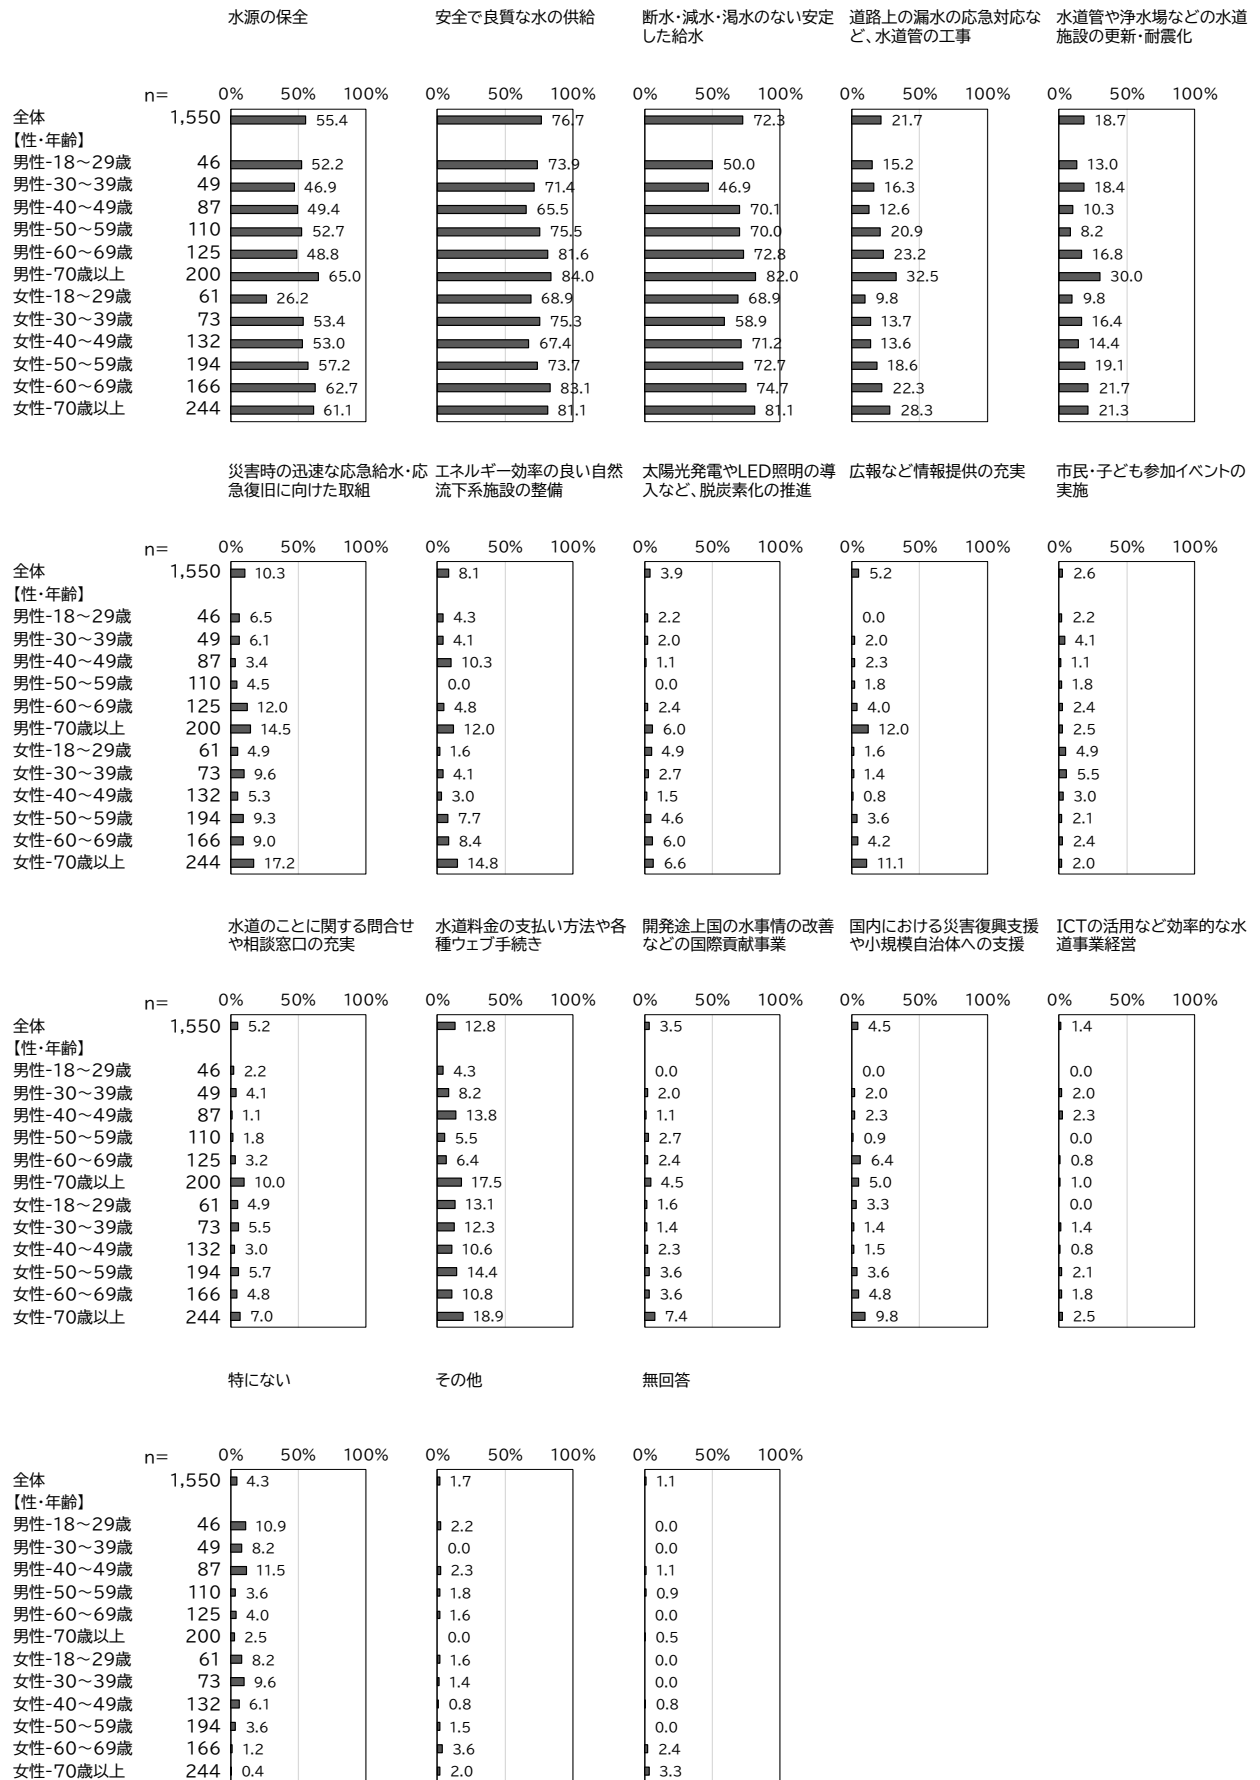 水源の保全 安全で良質な水の供給 断水・減水・渇水のない安定 道路上の漏水の応急対応な 水道管や浄水場などの水道
した給水 ど、水道管の工事 施設の更新・耐震化
n= 0% 50% 100% 0% 50% 100% 0% 50% 100% 0% 50% 100% 0% 50% 100%
全体 1,550 55.4 76.7 72.3 21.7 18.7
【性・年齢】
男性-18～29歳 46 52.2 73.9 50.0 15.2 13.0
男性-30～39歳 49 46.9 71.4 46.9 16.3 18.4
男性-40～49歳 87 49.4 65.5 70.1 12.6 10.3
男性-50～59歳 110 52.7 75.5 70.0 20.9 8.2
男性-60～69歳 125 48.8 81.6 72.8 23.2 16.8
男性-70歳以上 200 65.0 84.0 82.0 32.5 30.0
女性-18～29歳 61 26.2 68.9 68.9 9.8 9.8
女性-30～39歳 73 53.4 75.3 58.9 13.7 16.4
女性-40～49歳 132 53.0 67.4 71.2 13.6 14.4
女性-50～59歳 194 57.2 73.7 72.7 18.6 19.1
女性-60～69歳 166 62.7 83.1 74.7 22.3 21.7
女性-70歳以上 244 61.1 81.1 81.1 28.3 21.3
災害時の迅速な応急給水・応 エネルギー効率の良い自然 太陽光発電やLED照明の導 広報など情報提供の充実 市民・子ども参加イベントの
急復旧に向けた取組 流下系施設の整備 入など、脱炭素化の推進 実施
n= 0% 50% 100% 0% 50% 100% 0% 50% 100% 0% 50% 100% 0% 50% 100%
全体 1,550 10.3 8.1 3.9 5.2 2.6
【性・年齢】
男性-18～29歳 46 6.5 4.3 2.2 0.0 2.2
男性-30～39歳 49 6.1 4.1 2.0 2.0 4.1
男性-40～49歳 87 3.4 10.3 1.1 2.3 1.1
男性-50～59歳 110 4.5 0.0 0.0 1.8 1.8
男性-60～69歳 125 12.0 4.8 2.4 4.0 2.4
男性-70歳以上 200 14.5 12.0 6.0 12.0 2.5
女性-18～29歳 61 4.9 1.6 4.9 1.6 4.9
女性-30～39歳 73 9.6 4.1 2.7 1.4 5.5
女性-40～49歳 132 5.3 3.0 1.5 0.8 3.0
女性-50～59歳 194 9.3 7.7 4.6 3.6 2.1
女性-60～69歳 166 9.0 8.4 6.0 4.2 2.4
女性-70歳以上 244 17.2 14.8 6.6 11.1 2.0
水道のことに関する問合せ 水道料金の支払い方法や各 開発途上国の水事情の改善 国内における災害復興支援 ICTの活用など効率的な水
や相談窓口の充実 種ウェブ手続き などの国際貢献事業 や小規模自治体への支援 道事業経営
n= 0% 50% 100% 0% 50% 100% 0% 50% 100% 0% 50% 100% 0% 50% 100%
全体 1,550 5.2 12.8 3.5 4.5 1.4
【性・年齢】
男性-18～29歳 46 2.2 4.3 0.0 0.0 0.0
男性-30～39歳 49 4.1 8.2 2.0 2.0 2.0
男性-40～49歳 87 1.1 13.8 1.1 2.3 2.3
男性-50～59歳 110 1.8 5.5 2.7 0.9 0.0
男性-60～69歳 125 3.2 6.4 2.4 6.4 0.8
男性-70歳以上 200 10.0 17.5 4.5 5.0 1.0
女性-18～29歳 61 4.9 13.1 1.6 3.3 0.0
女性-30～39歳 73 5.5 12.3 1.4 1.4 1.4
女性-40～49歳 132 3.0 10.6 2.3 1.5 0.8
女性-50～59歳 194 5.7 14.4 3.6 3.6 2.1
女性-60～69歳 166 4.8 10.8 3.6 4.8 1.8
女性-70歳以上 244 7.0 18.9 7.4 9.8 2.5
特にない その他 無回答
n= 0% 50% 100% 0% 50% 100% 0% 50% 100%
全体 1,550 4.3 1.7 1.1
【性・年齢】
男性-18～29歳 46 10.9 2.2 0.0
男性-30～39歳 49 8.2 0.0 0.0
男性-40～49歳 87 11.5 2.3 1.1
男性-50～59歳 110 3.6 1.8 0.9
男性-60～69歳 125 4.0 1.6 0.0
男性-70歳以上 200 2.5 0.0 0.5
女性-18～29歳 61 8.2 1.6 0.0
女性-30～39歳 73 9.6 1.4 0.0
女性-40～49歳 132 6.1 0.8 0.8
女性-50～59歳 194 3.6 1.5 0.0
女性-60～69歳 166 1.2 3.6 2.4
女性-70歳以上 244 0.4 2.0 3.3